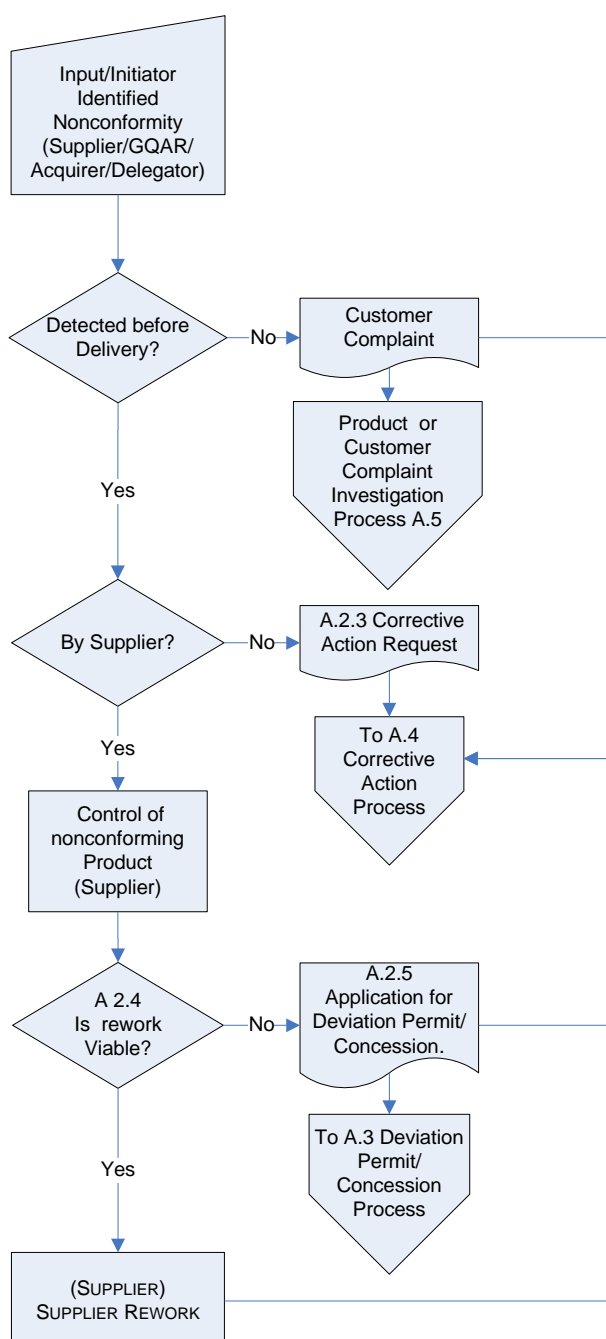 Input/Initiator
Identified
Nonconformity
(Supplier/GQAR/
Acquirer/Delegator)
Detected before
Delivery?
No
Customer
Complaint
Product or
Customer
Complaint
Investigation
Process A.5
Yes
By Supplier?
No
A.2.3 Corrective
Action Request
To A.4
Corrective
Action
Process
Yes
Control of
nonconforming
Product
(Supplier)
A 2.4
Is rework
Viable?
No
A.2.5
Application for
Deviation Permit/
Concession.
To A.3 Deviation
Permit/
Concession
Process
Yes
(SUPPLIER)
SUPPLIER REWORK